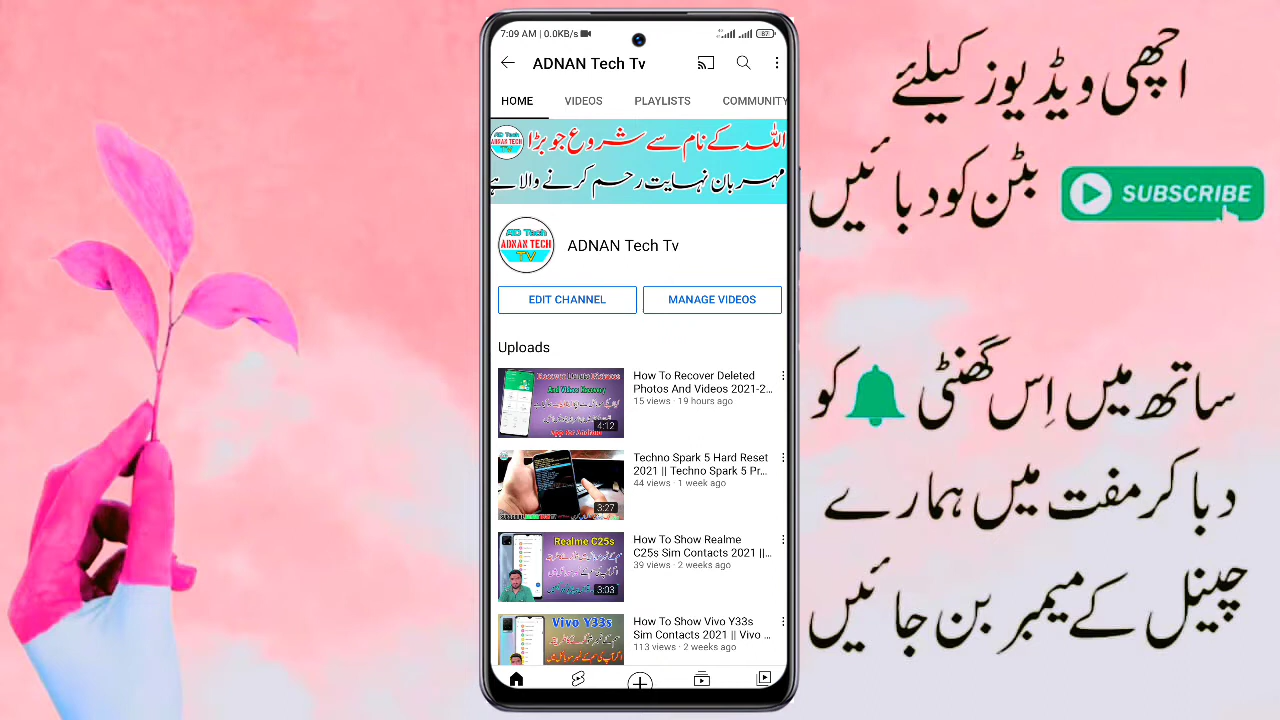 7:09 AM | 0.0KB/s
87
ADNAN Tech Tv
HOME VIDEOS PLAYLISTS COMMUNITY
اللہ کے نام سے شروع جو بڑا
مہربان نہایت رحم کرنے والا ہے
AD Tech
ADNAN TECH
TV
ADNAN Tech Tv
EDIT CHANNEL MANAGE VIDEOS
Uploads
How To Recover Deleted
Photos And Videos 2021-2...
15 views · 19 hours ago
4:12
Techno Spark 5 Hard Reset
2021 || Techno Spark 5 Pr...
44 views · 1 week ago
3:27
Realme C25s
How To Show Realme
C25s Sim Contacts 2021 ||...
39 views · 2 weeks ago
3:03
Vivo Y33s
How To Show Vivo Y33s
Sim Contacts 2021 || Vivo ...
113 views · 2 weeks ago
اچھی ویڈیوز کیلئے
بٹن کو دبائیں
SUBSCRIBE
ساتھ میں اِس گھنٹی کو
دبا کر مفت میں ہمارے
چینل کے میمبر بن جائیں